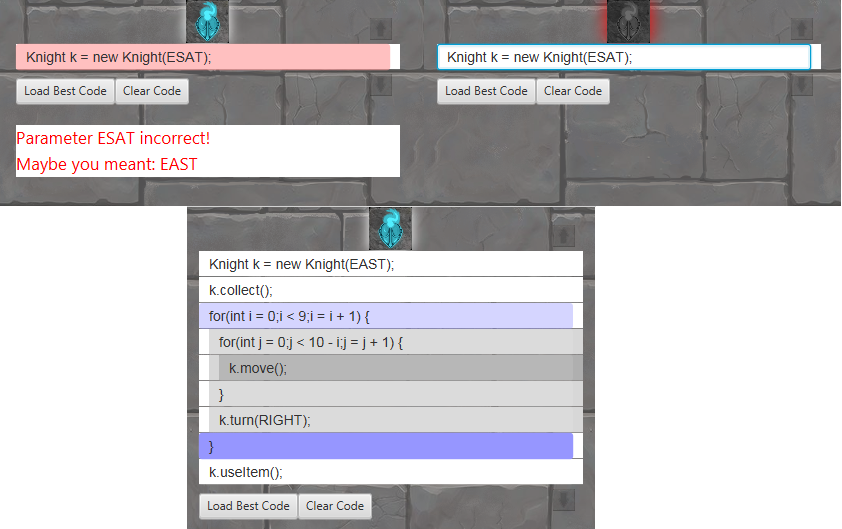 Knight k = new Knight(ESAT);
Load Best Code Clear Code
Parameter ESAT incorrect!
Maybe you meant: EAST
Knight k = new Knight(ESAT);
Load Best Code Clear Code
Knight k = new Knight(EAST);
k.collect();
for(int i = 0;i < 9;i = i + 1) {
for(int j = 0;j < 10 - i;j = j + 1) {
k.move();
}
k.turn(RIGHT);
}
k.useItem();
Load Best Code Clear Code